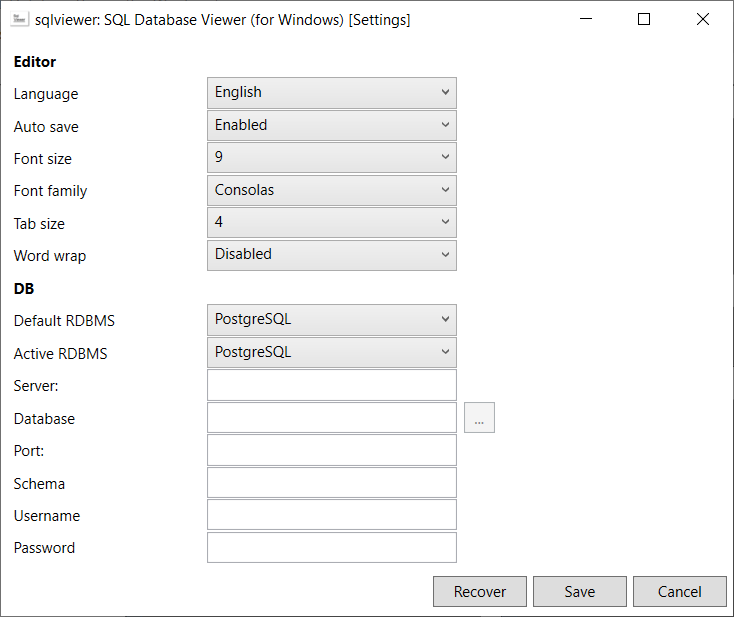 sqlviewer: SQL Database Viewer (for Windows) [Settings]
Editor
Language English
Auto save Enabled
Font size 9
Font family Consolas
Tab size 4
Word wrap Disabled
DB
Default RDBMS PostgreSQL
Active RDBMS PostgreSQL
Server:
Database ...
Port:
Schema
Username
Password
Recover Save Cancel